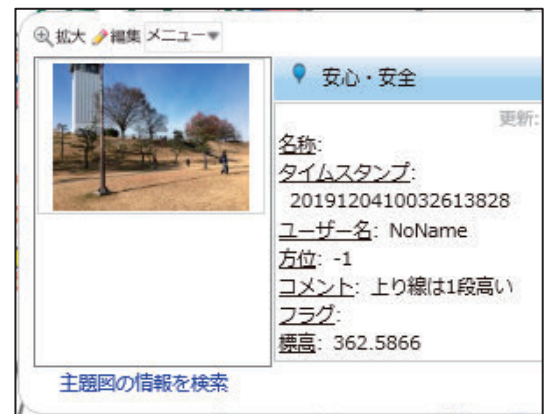 拡大 編集 メニュー▼
安心・安全
更新:
名称:
タイムスタンプ:
20191204100326138​28
ユーザー名: NoName
方位: -1
コメント: 上り線は1段高い
フラグ:
標高: 362.5866
主題図の情報を検索